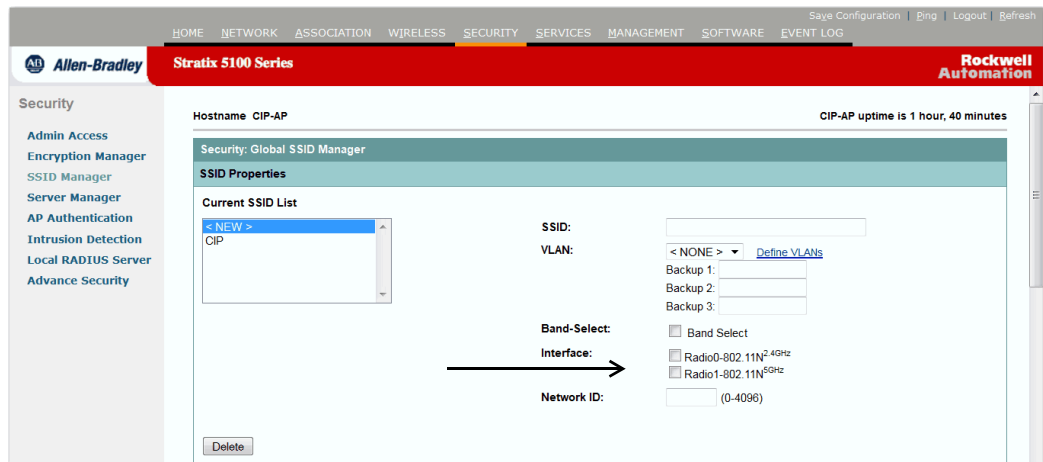 Save Configuration | Ping | Logout | Refresh
HOME NETWORK ASSOCIATION WIRELESS SECURITY SERVICES MANAGEMENT SOFTWARE EVENT LOG
AB Allen-Bradley Stratix 5100 Series Rockwell
Automation
Security
Hostname CIP-AP CIP-AP uptime is 1 hour, 40 minutes
Admin Access
Encryption Manager
SSID Manager
Server Manager
AP Authentication
Intrusion Detection
Local RADIUS Server
Advance Security
Security: Global SSID Manager
SSID Properties
Current SSID List
< NEW >
CIP
SSID:
VLAN: < NONE > Define VLANs
Backup 1:
Backup 2:
Backup 3:
Band-Select: Band Select
Interface: Radio0-802.11N2.4GHz
Radio1-802.11N5GHz
Network ID: (0-4096)
Delete